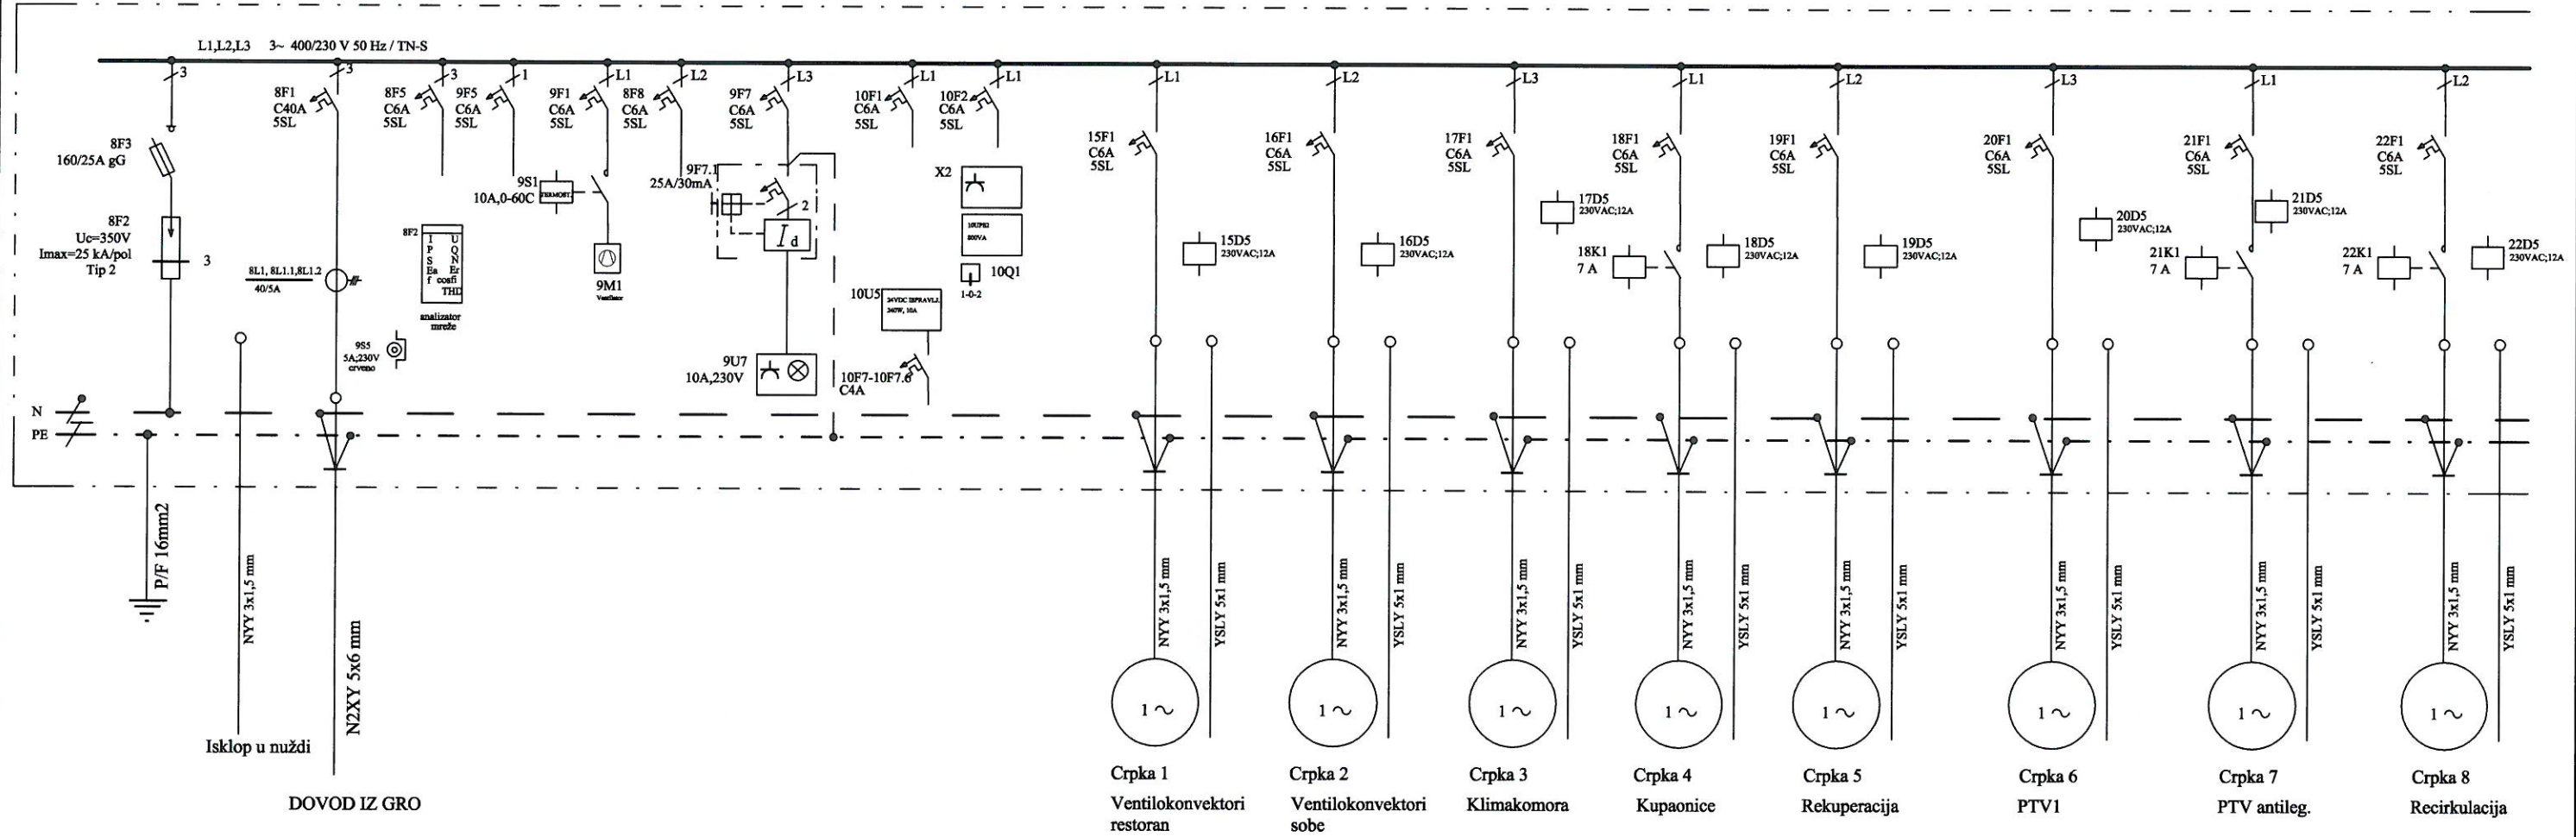 L1,L2,L3 3~ 400/230 V 50 Hz / TN-S
3
8F3
160/25A gG
8F2
Uc=350V
Imax=25 kA/pol
Tip 2
3
3
8F1
C40A
5SL
8L1, 8L1.1,8L1.2
40/5A
3
8F5
C6A
5SL
1
9F5
C6A
5SL
8F2
I U
P Q
S N
Ea Er
f cosfi
THD
analizator
mreže
9S5
5A;230V
crveno
L1
9F1
C6A
5SL
9S1
10A,0-60C
TERMOST.
9M1
Ventilator
L2
8F8
C6A
5SL
L3
9F7
C6A
5SL
9F7.1
25A/30mA
2
I d
9U7
10A,230V
L1
10F1
C6A
5SL
10U5
24VDC ISPRAVLJ.
240W, 10A
10F7-10F7.6
C4A
L1
10F2
C6A
5SL
X2
10UPS2
800VA
10Q1
1-0-2
L1
15F1
C6A
5SL
15D5
230VAC;12A
L2
16F1
C6A
5SL
16D5
230VAC;12A
L3
17F1
C6A
5SL
17D5
230VAC;12A
L1
18F1
C6A
5SL
18K1
7 A
18D5
230VAC;12A
L2
19F1
C6A
5SL
19D5
230VAC;12A
L3
20F1
C6A
5SL
20D5
230VAC;12A
L1
21F1
C6A
5SL
21D5
230VAC;12A
21K1
7 A
L2
22F1
C6A
5SL
22K1
7 A
22D5
230VAC;12A
N
PE
P/F 16mm2
NYY 3x1,5 mm
Isklop u nuždi
N2XY 5x6 mm
DOVOD IZ GRO
NYY 3x1,5 mm
YSLY 5x1 mm
1~
Crpka 1
Ventilokonvektori
restoran
NYY 3x1,5 mm
YSLY 5x1 mm
1~
Crpka 2
Ventilokonvektori
sobe
NYY 3x1,5 mm
YSLY 5x1 mm
1~
Crpka 3
Klimakomora
NYY 3x1,5 mm
YSLY 5x1 mm
1~
Crpka 4
Kupaonice
NYY 3x1,5 mm
YSLY 5x1 mm
1~
Crpka 5
Rekuperacija
NYY 3x1,5 mm
YSLY 5x1 mm
1~
Crpka 6
PTV1
NYY 3x1,5 mm
YSLY 5x1 mm
1~
Crpka 7
PTV antileg.
NYY 3x1,5 mm
YSLY 5x1 mm
1~
Crpka 8
Recirkulacija